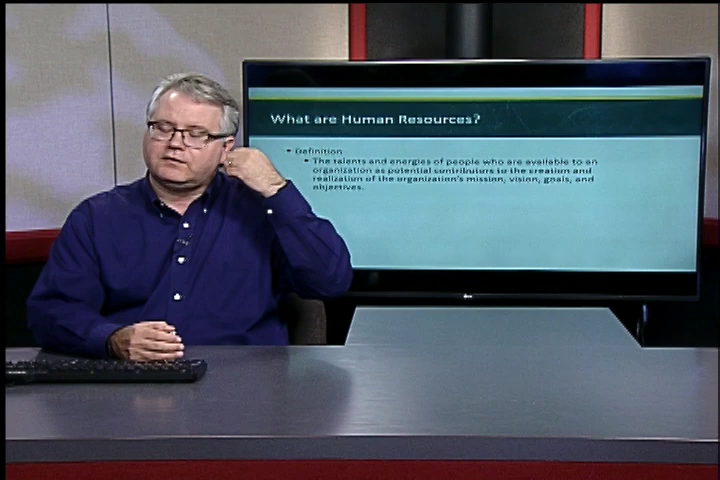 What are Human Resources?
• Definition
• The talents and energies of people who are available to an
organization as potential contributors to the creation and
realization of the organization's mission, vision, goals, and
objectives.